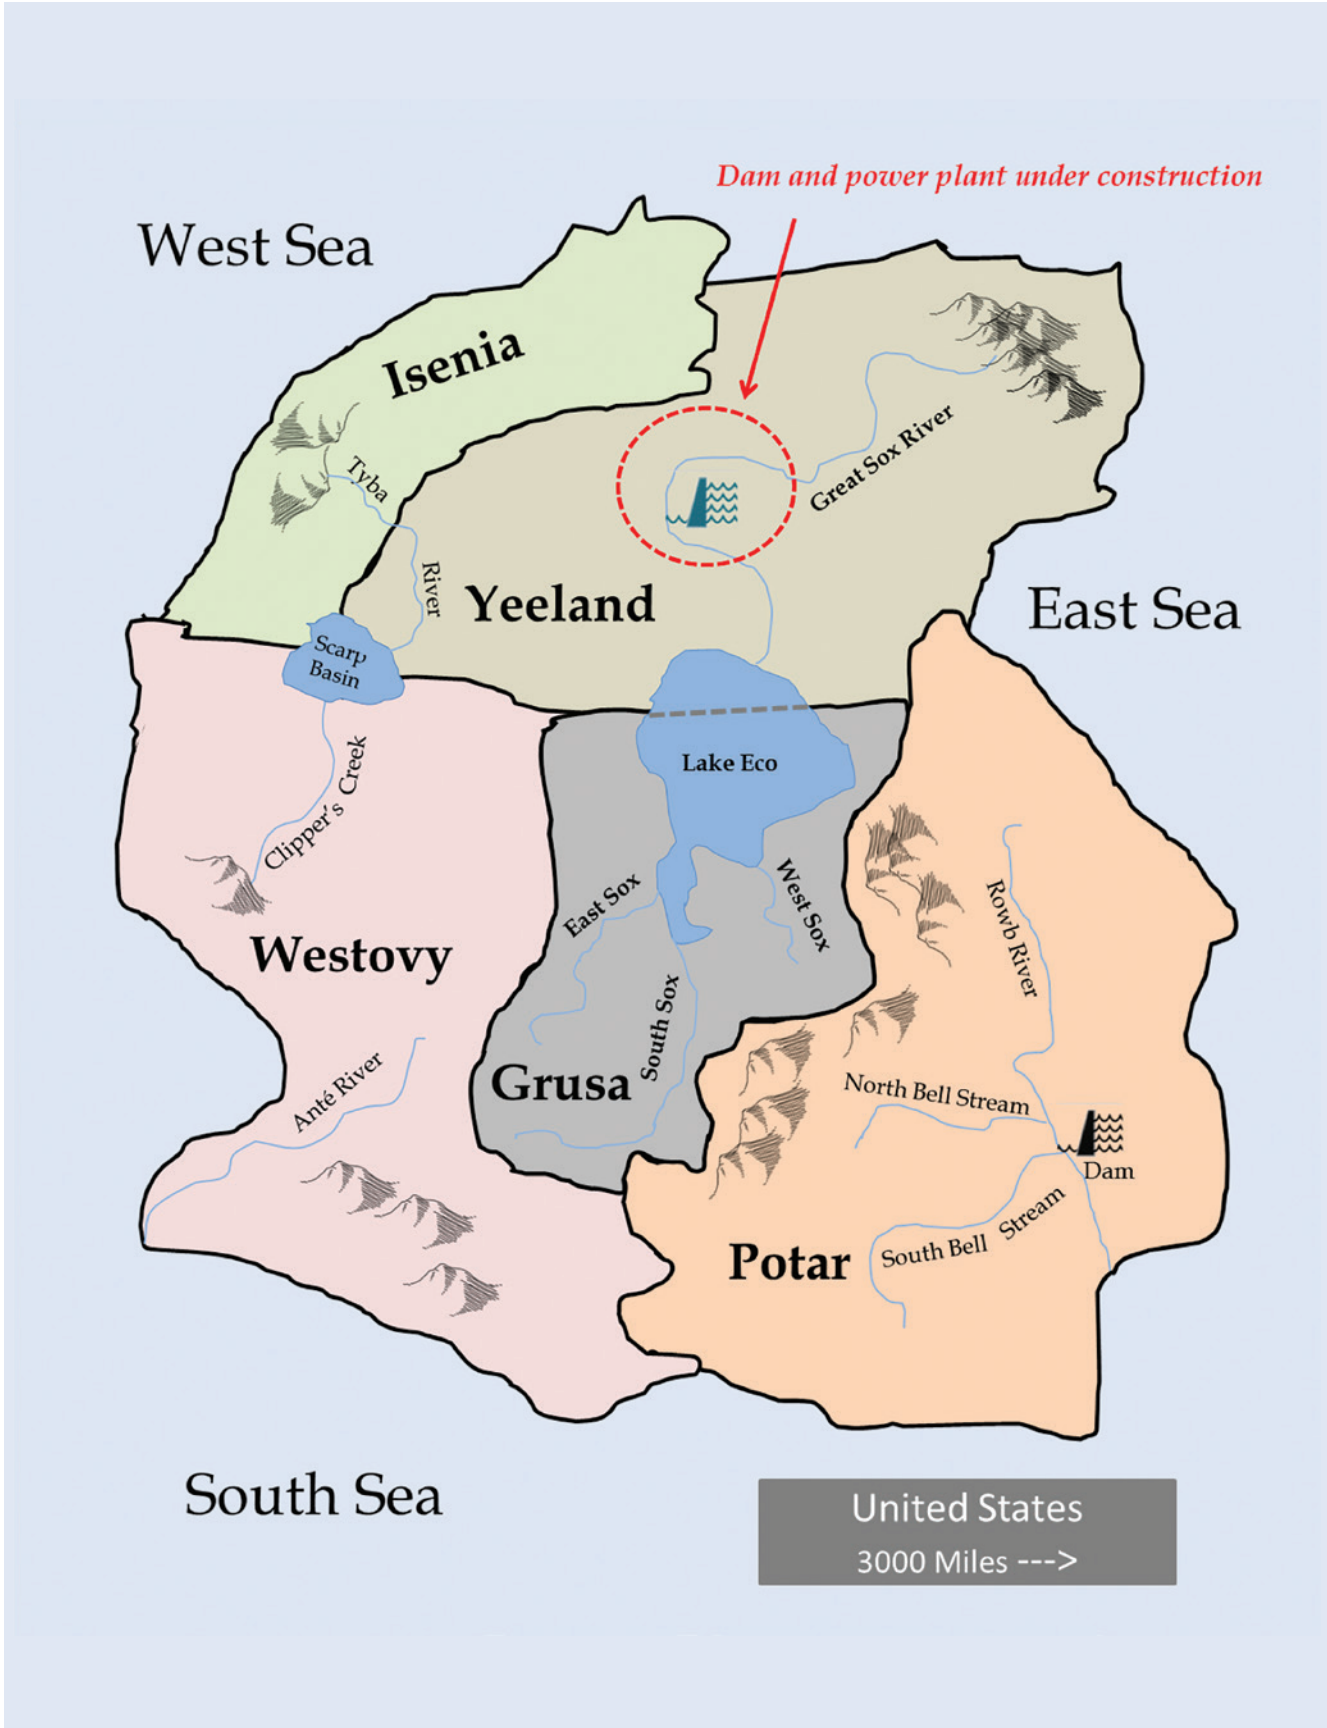 Dam and power plant under construction
West Sea
Isenia
Great Sox River
Tyba
River
Yeeland
East Sea
Scarp
Basin
Lake Eco
Clipper's Creek
East Sox
West Sox
Rowb River
Westovy
South Sox
Anté River
Grusa
North Bell Stream
Dam
South Bell Stream
Potar
South Sea
United States
3000 Miles --->